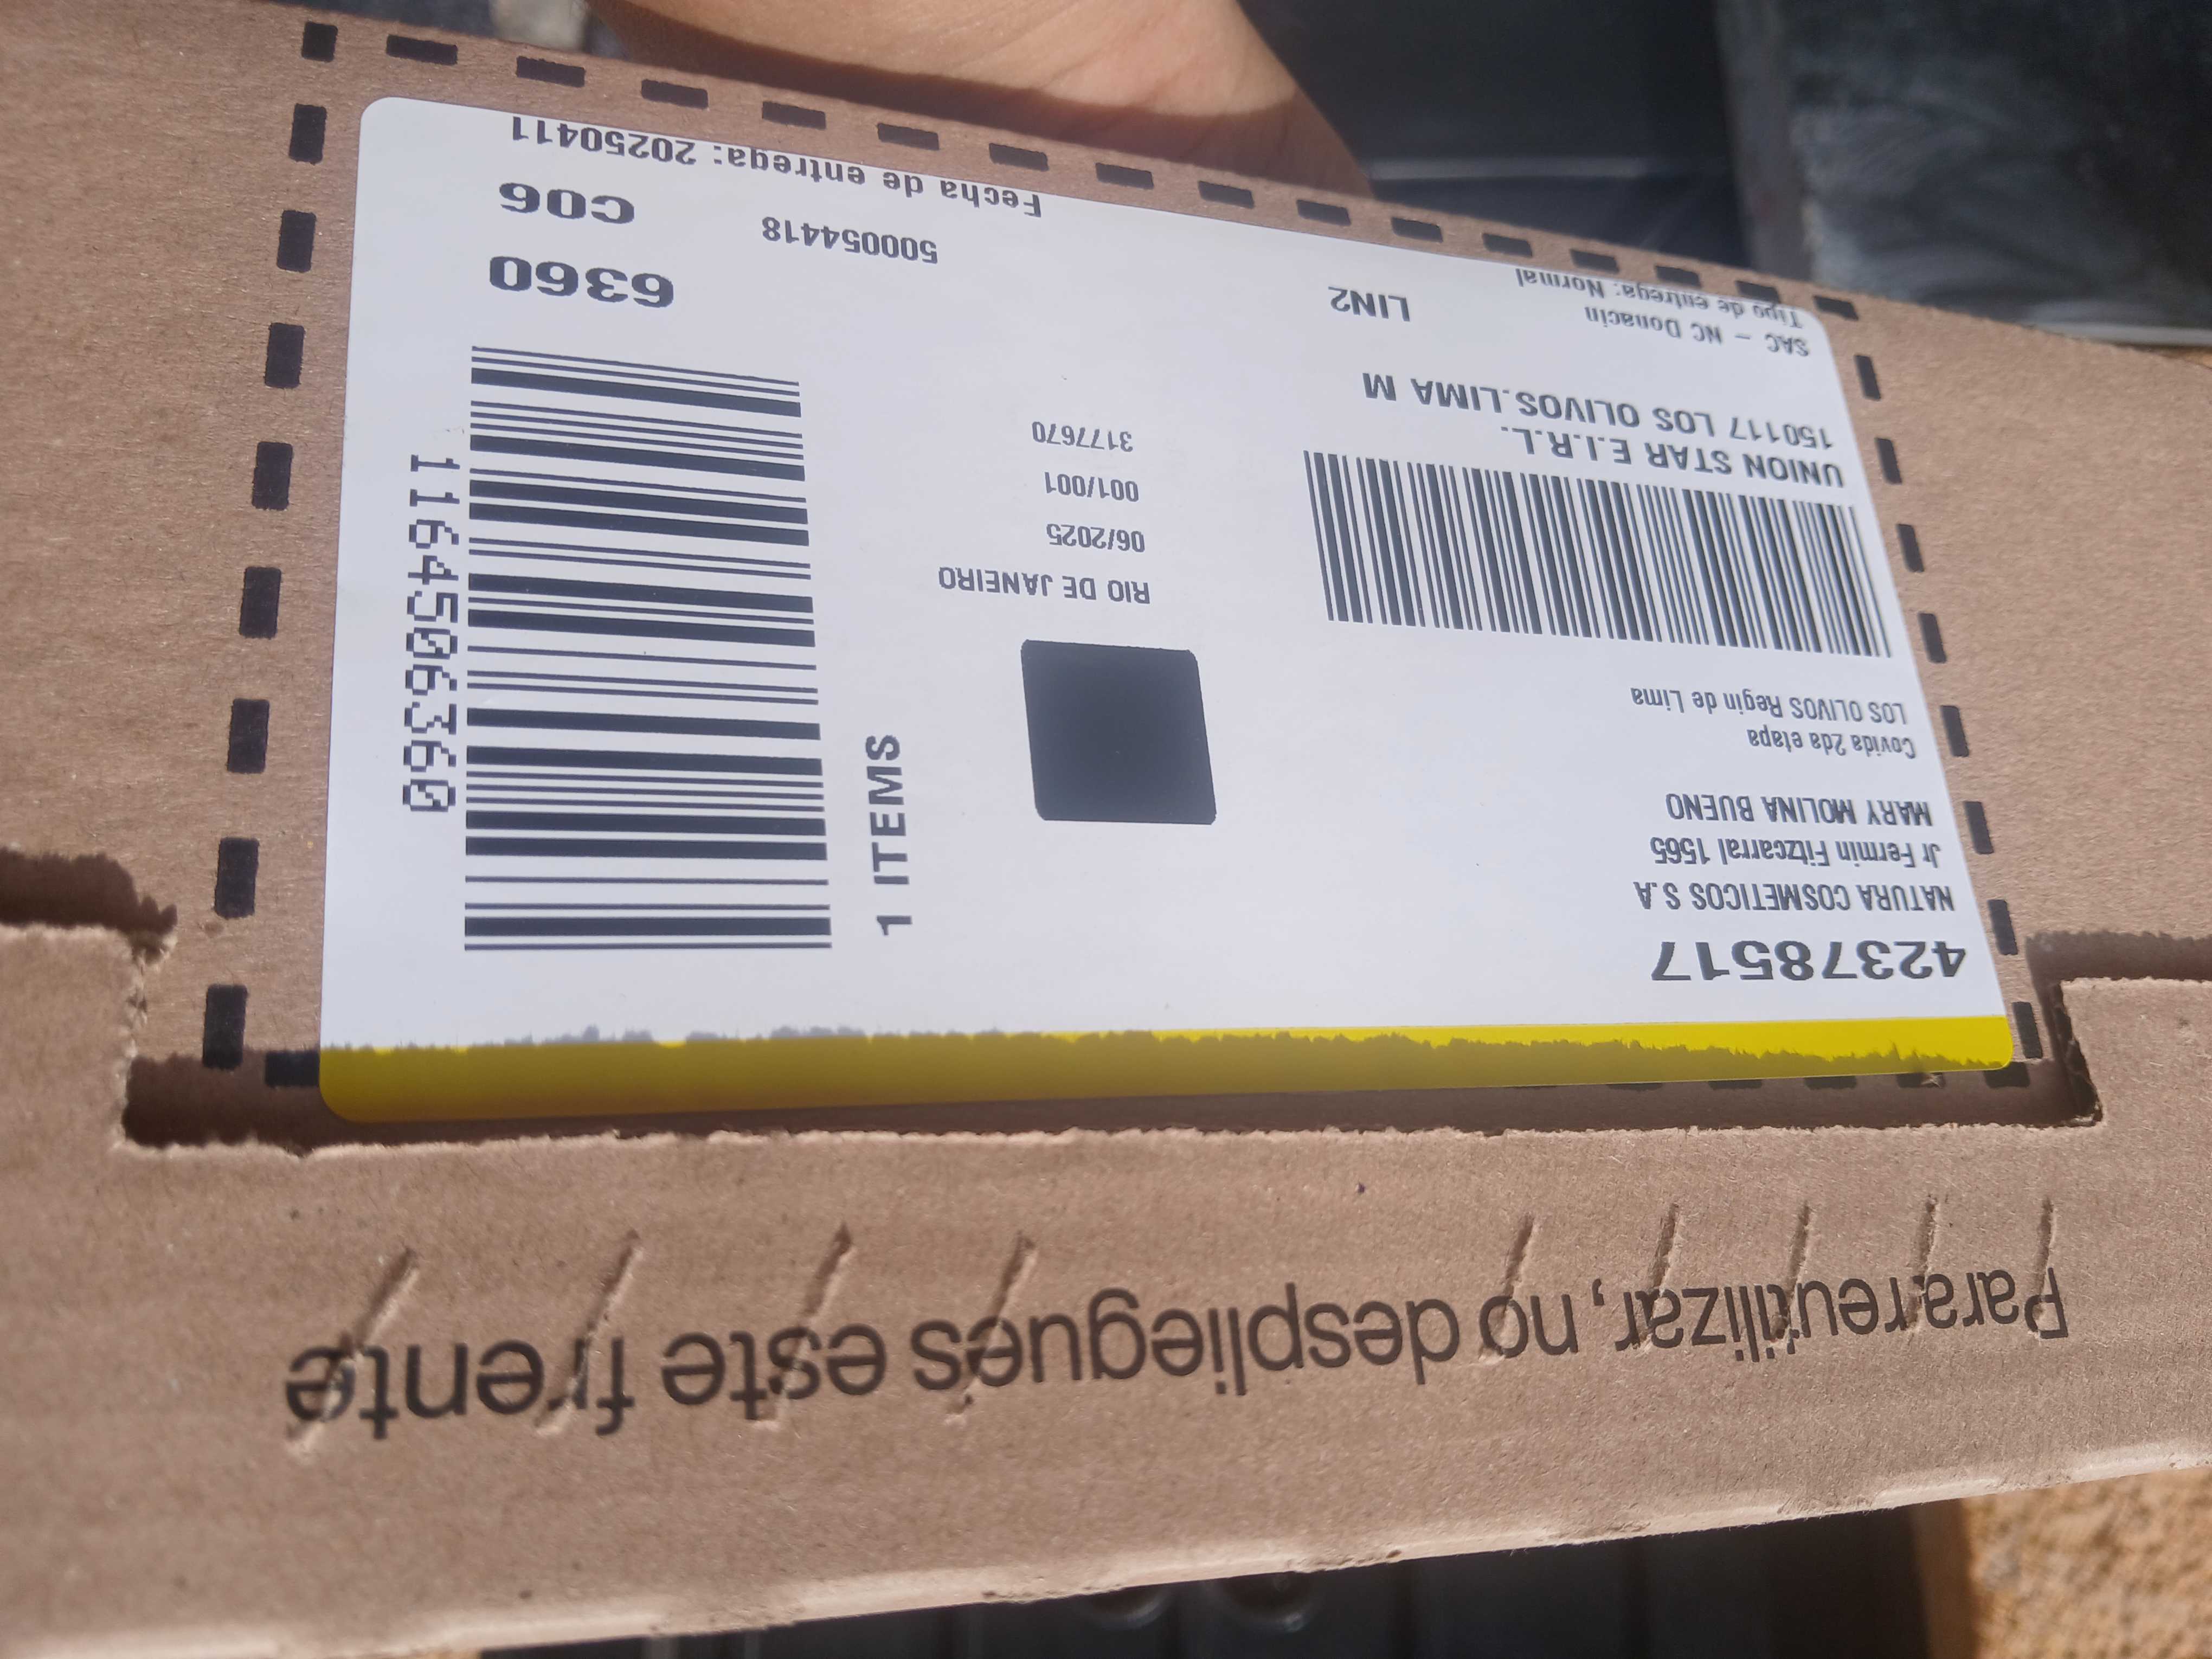 42378517
NATURA COSMETICOS S.A
Jr Fermin Fitzcarral 1565
MARY MOLINA BUENO
Covida 2da etapa
LOS OLIVOS Regin de Lima
UNION STAR E.I.R.L.
150117 LOS OLIVOS.LIMA M
SAC - NC Donacin
Tipo de entrega: Normal
LIN2
RIO DE JANEIRO
06/2025
001/001
3177670
1 ITEMS
11645066360
6360
C06
500054418
Fecha de entrega: 20250411
Para reutilizar, no despliegues este frente